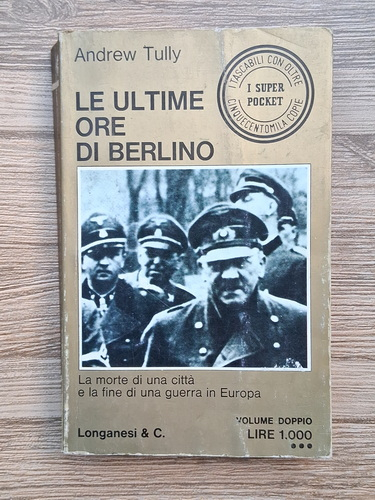 Andrew Tully
I TASCABILI CON OLTRE
I SUPER
POCKET
CINQUECENTOMILA COPIE
LE ULTIME
ORE
DI BERLINO
La morte di una città
e la fine di una guerra in Europa
VOLUME DOPPIO
Longanesi & C.
LIRE 1.000